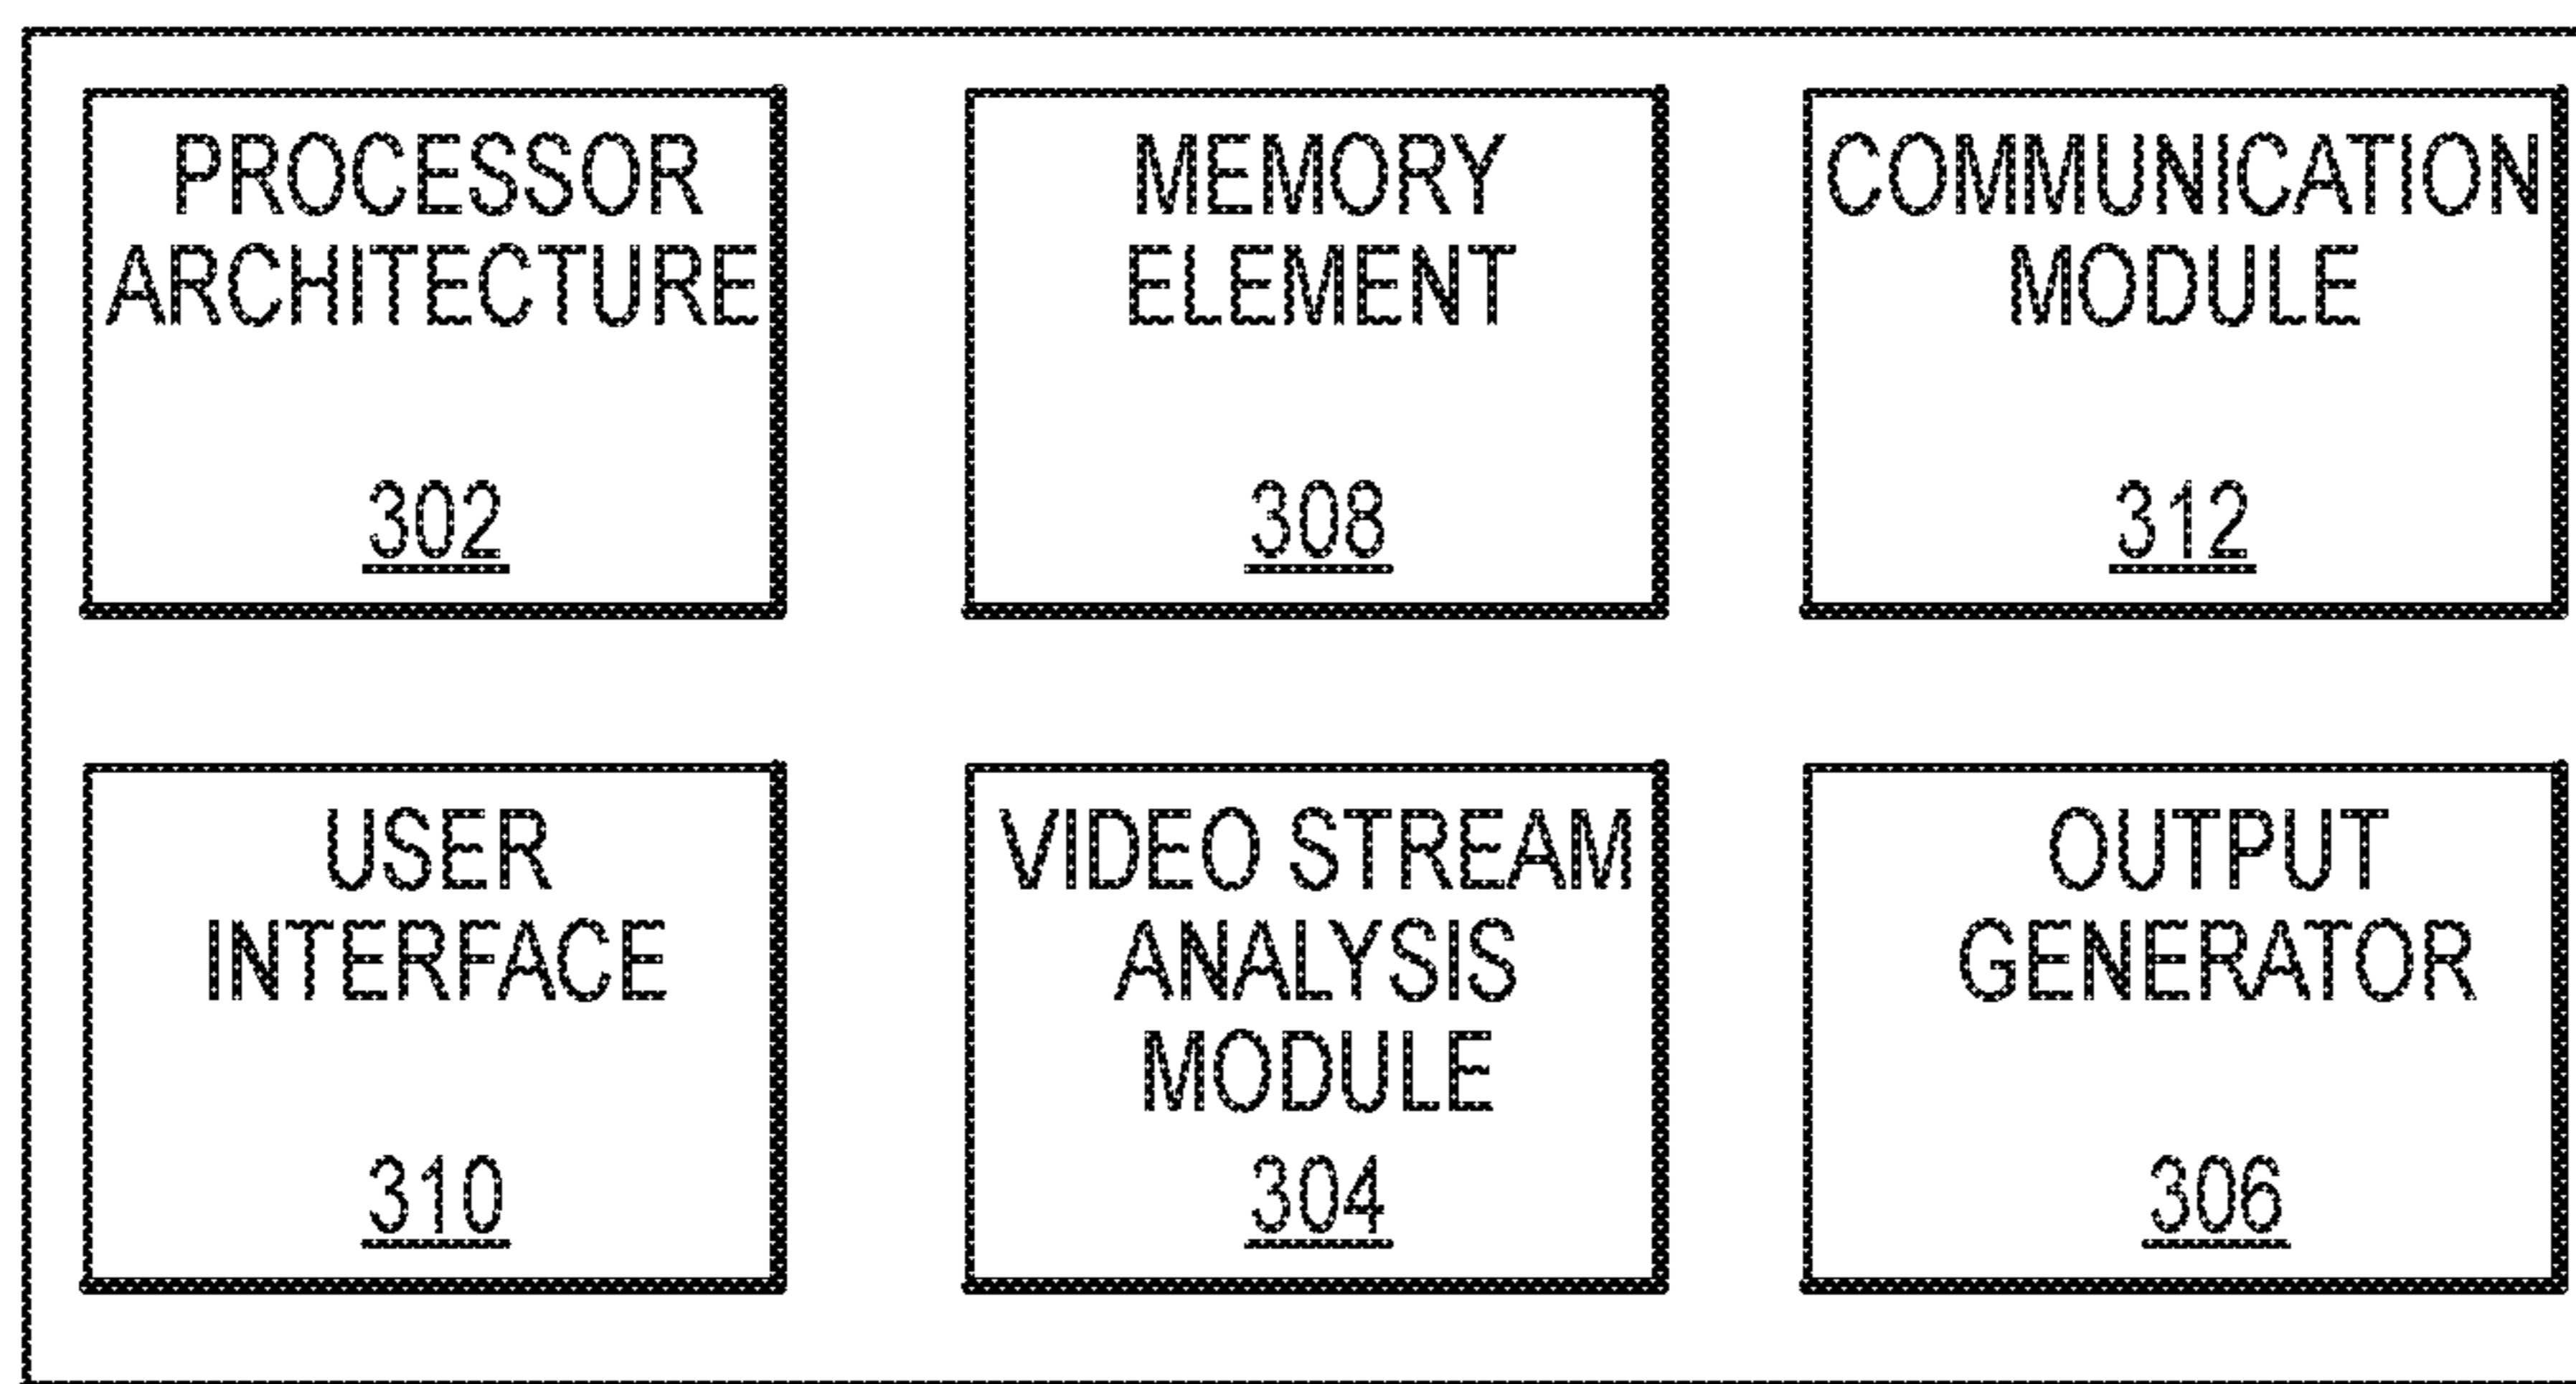 PROCESSOR
ARCHITECTURE
302
MEMORY
ELEMENT
308
COMMUNICATION
MODULE
312
USER
INTERFACE
310
VIDEO STREAM
ANALYSIS
MODULE
304
OUTPUT
GENERATOR
306